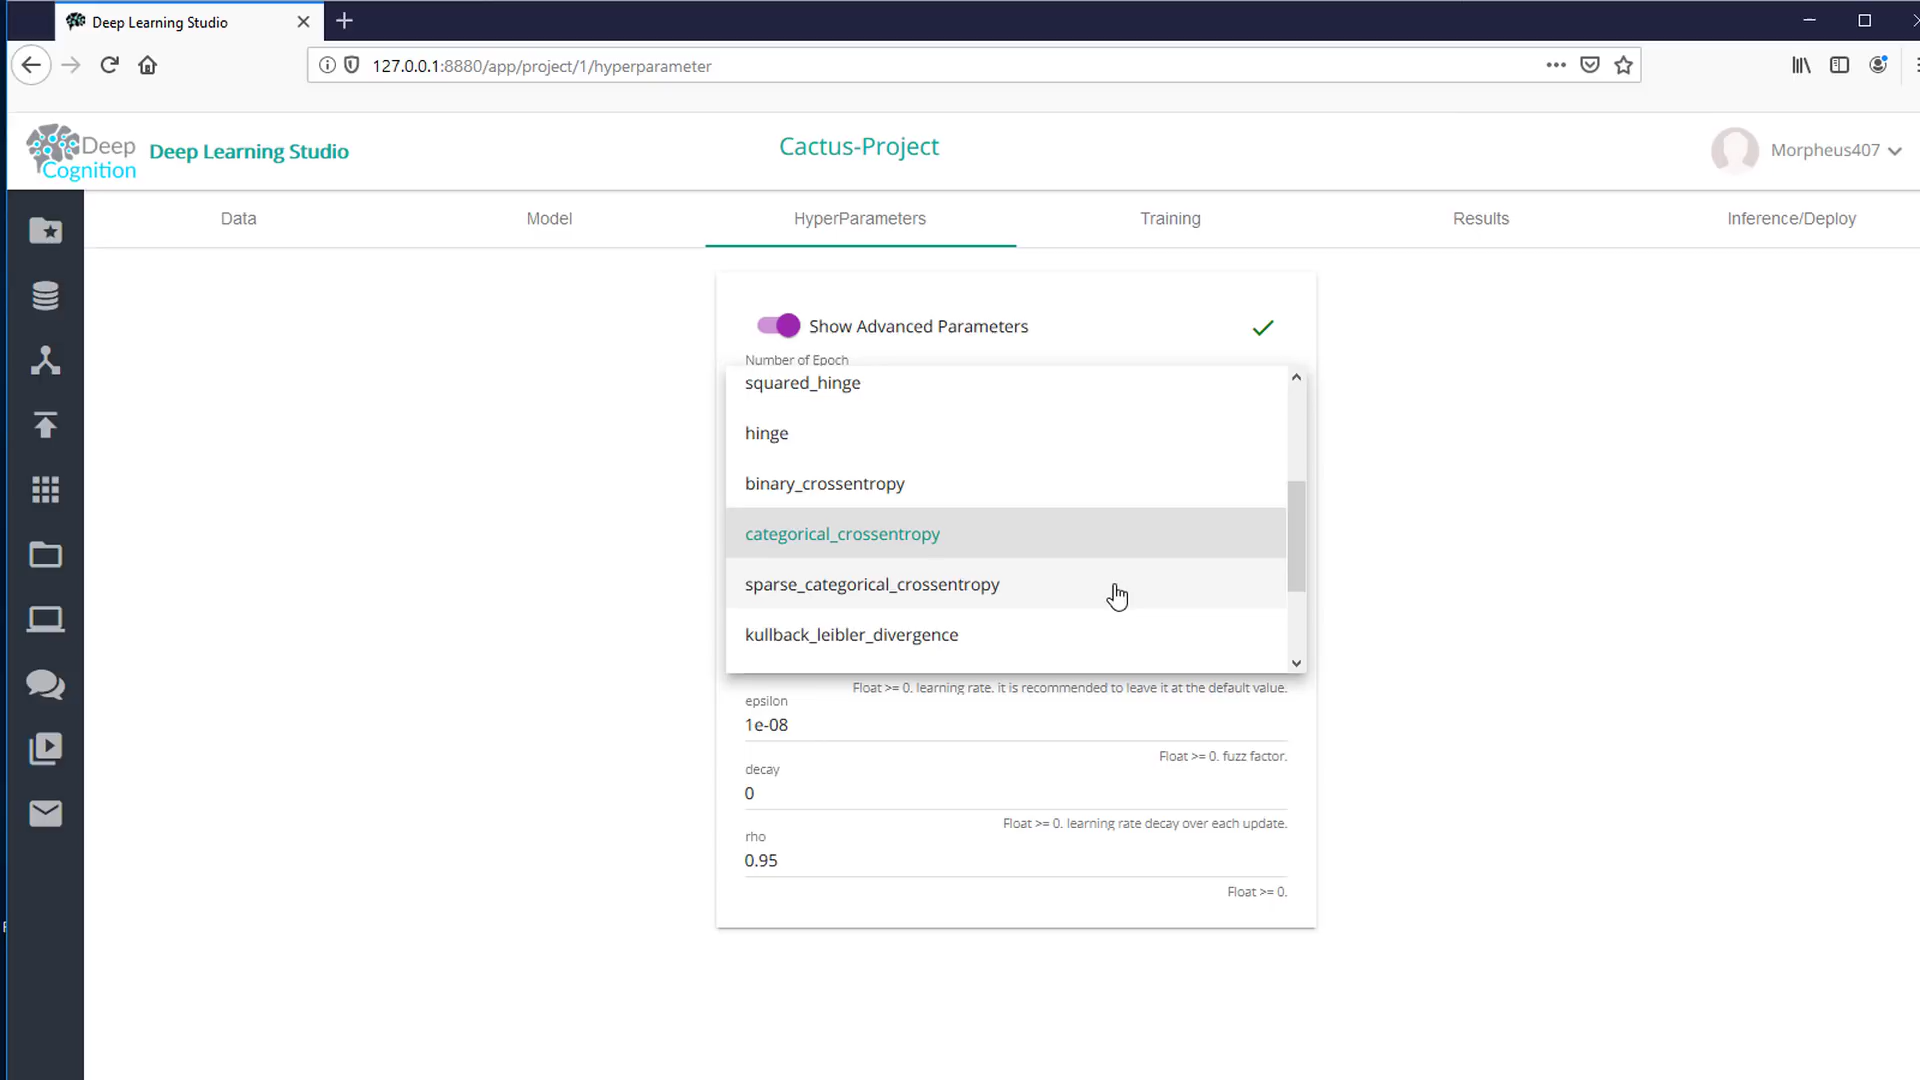 Deep Learning Studio
127.0.0.1:8880/app/project/1/hyperparameter
Deep Cognition
Deep Learning Studio
Cactus-Project
Morpheus407
Data
Model
HyperParameters
Training
Results
Inference/Deploy
Show Advanced Parameters
Number of Epoch
squared_hinge
hinge
binary_crossentropy
categorical_crossentropy
sparse_categorical_crossentropy
kullback_leibler_divergence
Float >= 0. learning rate. it is recommended to leave it at the default value.
epsilon
1e-08
Float >= 0. fuzz factor.
decay
0
Float >= 0. learning rate decay over each update.
rho
0.95
Float >= 0.